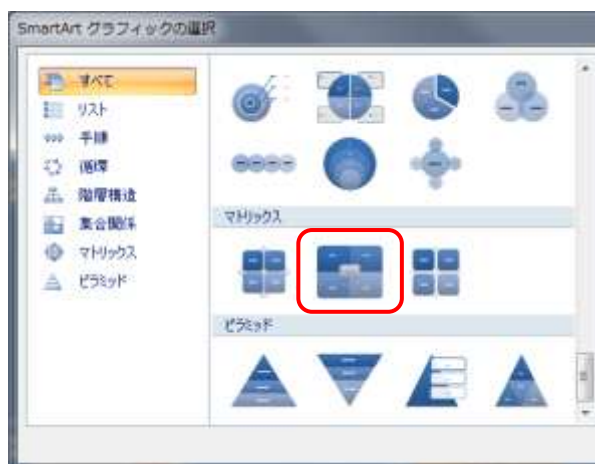 SmartArt グラフィックの選択
すべて
リスト
手順
循環
階層構造
集合関係
マトリックス
ピラミッド
マトリックス
ピラミッド